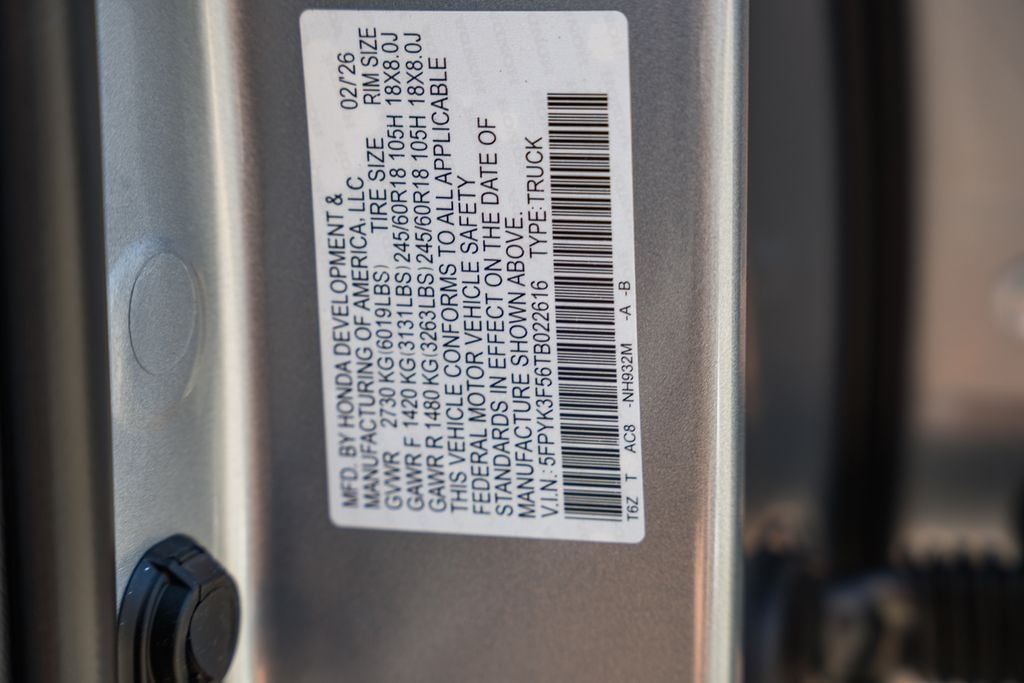 MFD. BY HONDA DEVELOPMENT &
MANUFACTURING OF AMERICA, LLC 02/'26
GVWR 2730 KG(6019LBS) TIRE SIZE RIM SIZE
GAWR F 1420 KG(3131LBS) 245/60R18 105H 18X8.0J
GAWR R 1480 KG(3263LBS) 245/60R18 105H 18X8.0J
THIS VEHICLE CONFORMS TO ALL APPLICABLE
FEDERAL MOTOR VEHICLE SAFETY
STANDARDS IN EFFECT ON THE DATE OF
MANUFACTURE SHOWN ABOVE.
V.I.N.: 5FPYK3F56TB022616 TYPE:TRUCK
T6Z T AC8 -NH932M -A -B